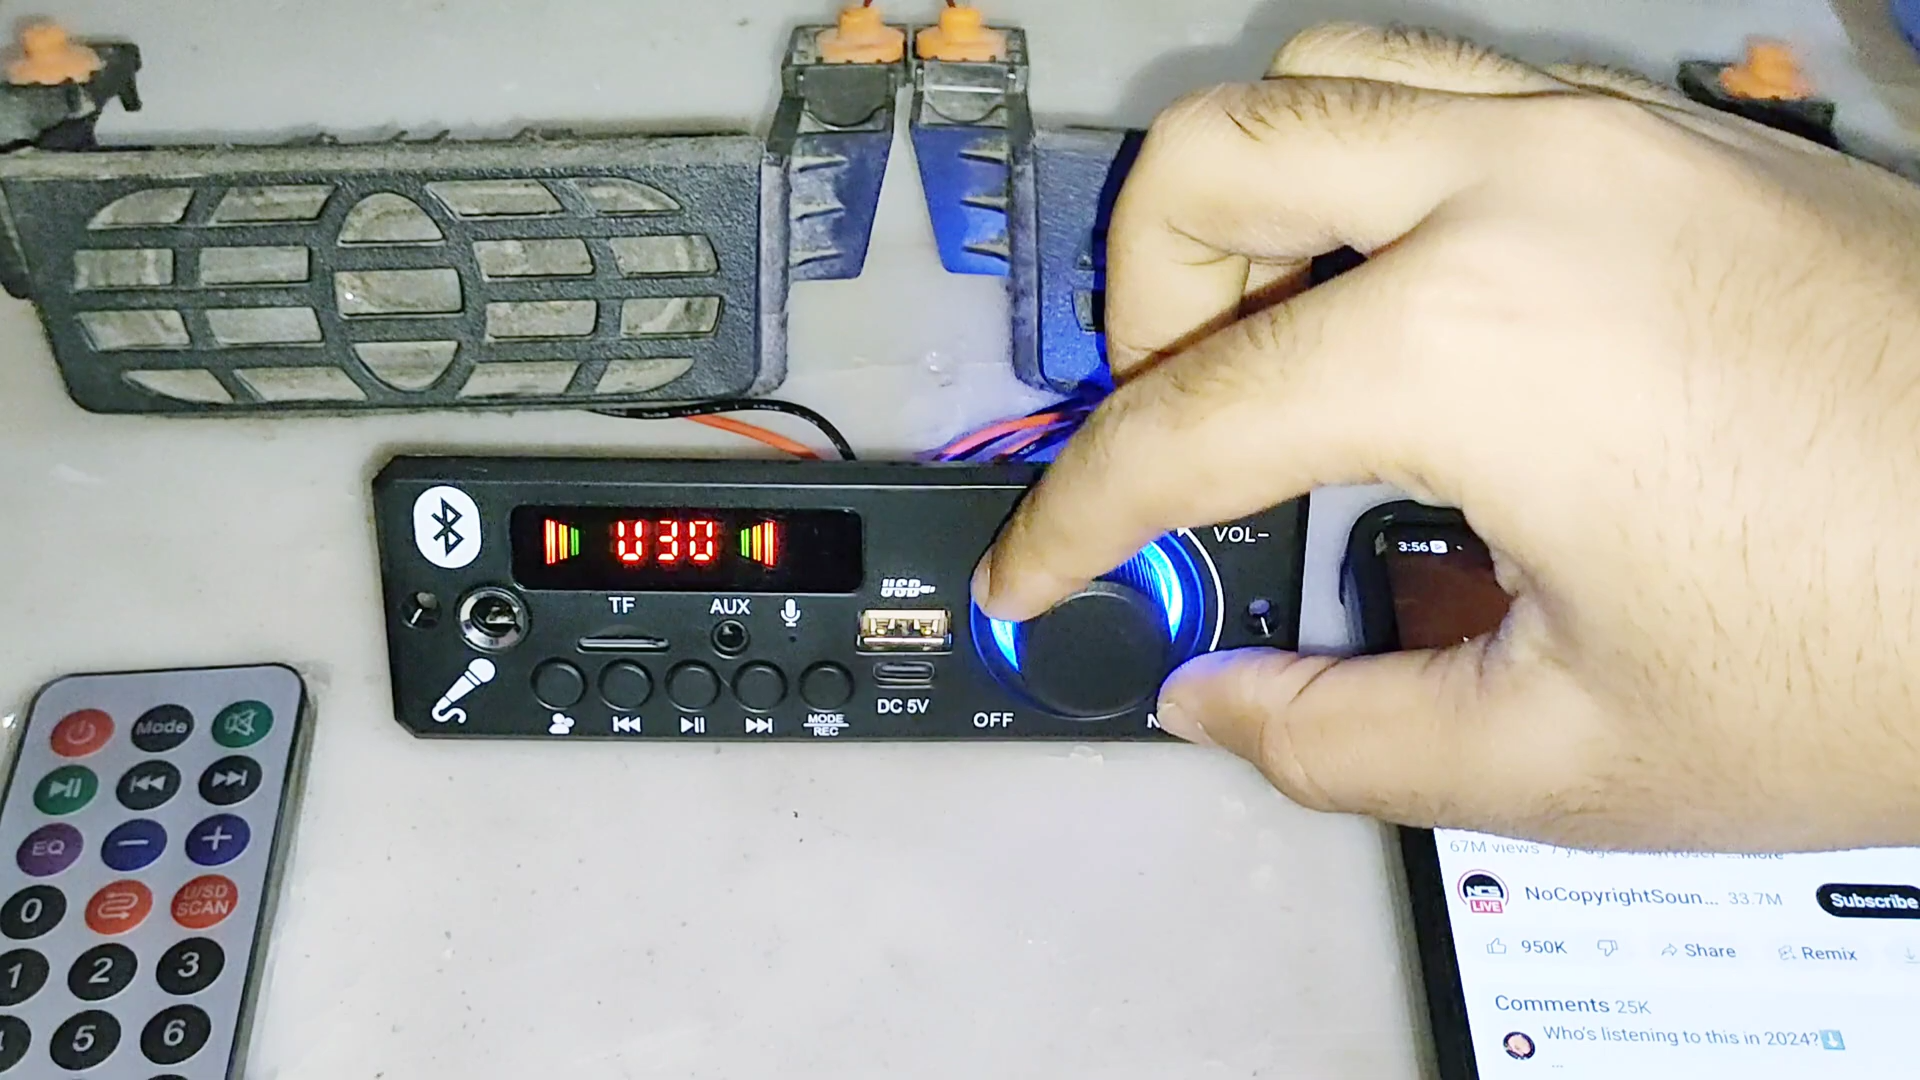 U30
USB
VOL-
3:56
TF
AUX
DC 5V
OFF
MODE
REC
Mode
EQ
0
U/SD
SCAN
1
2
3
5
6
67M views
...more
NCS
LIVE
NoCopyrightSoun... 33.7M
Subscribe
950K
Share
Remix
Comments 25K
Who's listening to this in 2024?⬇️
...